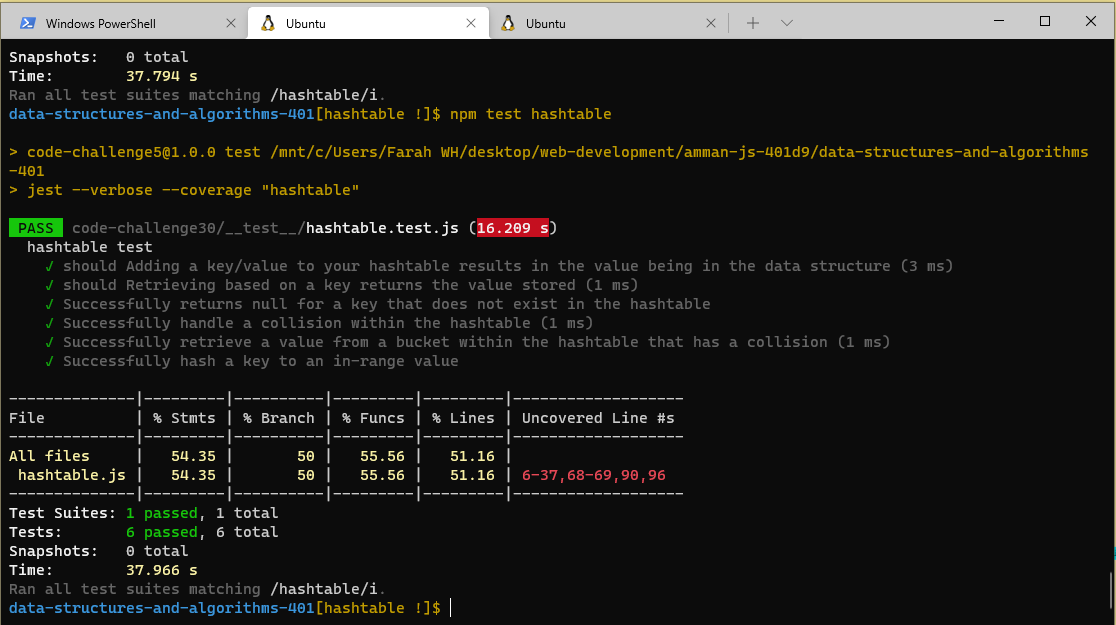 Windows PowerShell
Ubuntu
Ubuntu
Snapshots:   0 total
Time:        37.794 s
Ran all test suites matching /hashtable/i.
data-structures-and-algorithms-401[hashtable !]$ npm test hashtable
> code-challenge5@1.0.0 test /mnt/c/Users/Farah WH/desktop/web-development/amman-js-401d9/data-structures-and-algorithms
-401
> jest --verbose --coverage "hashtable"
PASS code-challenge30/__test__/hashtable.test.js (16.209 s)
hashtable test
√ should Adding a key/value to your hashtable results in the value being in the data structure (3 ms)
√ should Retrieving based on a key returns the value stored (1 ms)
√ Successfully returns null for a key that does not exist in the hashtable
√ Successfully handle a collision within the hashtable (1 ms)
√ Successfully retrieve a value from a bucket within the hashtable that has a collision (1 ms)
√ Successfully hash a key to an in-range value
--------------|---------|----------|---------|---------|-------------------
File          | % Stmts | % Branch | % Funcs | % Lines | Uncovered Line #s
--------------|---------|----------|---------|---------|-------------------
All files     |   54.35 |       50 |   55.56 |   51.16 |
hashtable.js |   54.35 |       50 |   55.56 |   51.16 | 6-37,68-69,90,96
--------------|---------|----------|---------|---------|-------------------
Test Suites: 1 passed, 1 total
Tests:       6 passed, 6 total
Snapshots:   0 total
Time:        37.966 s
Ran all test suites matching /hashtable/i.
data-structures-and-algorithms-401[hashtable !]$